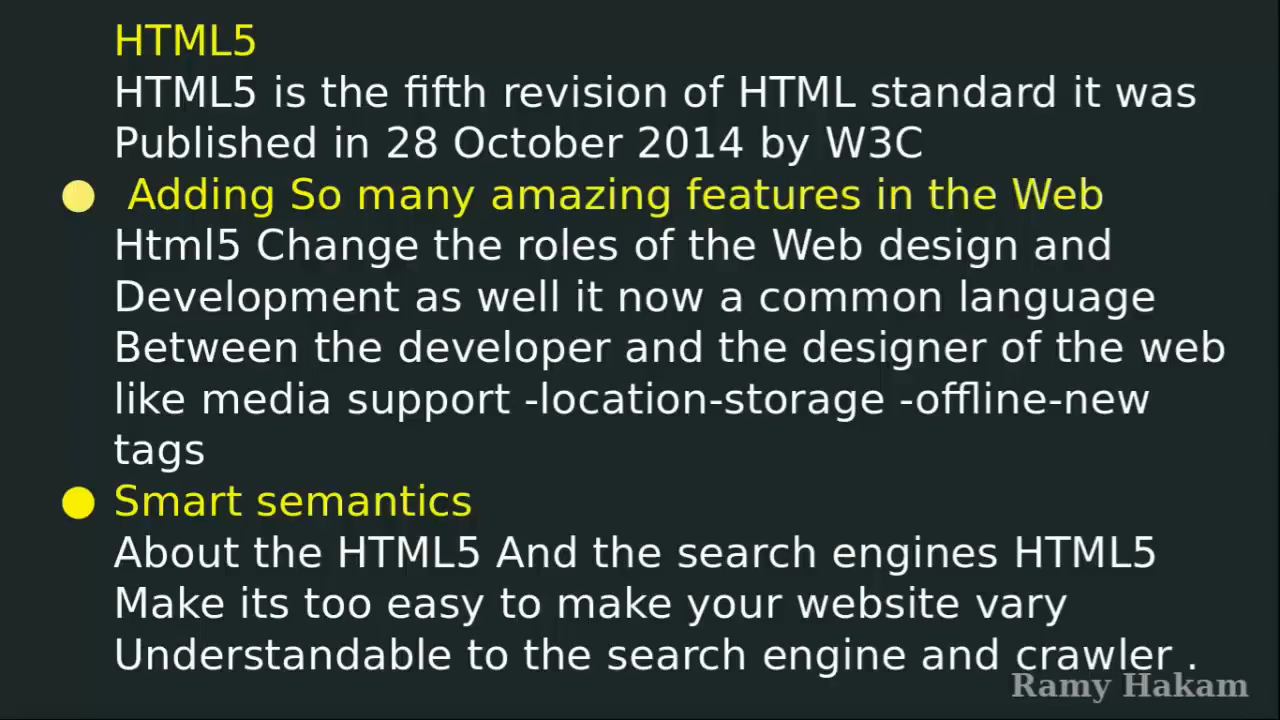 HTML5
HTML5 is the fifth revision of HTML standard it was
Published in 28 October 2014 by W3C
● Adding So many amazing features in the Web
Html5 Change the roles of the Web design and
Development as well it now a common language
Between the developer and the designer of the web
like media support -location-storage -offline-new
tags
● Smart semantics
About the HTML5 And the search engines HTML5
Make its too easy to make your website vary
Understandable to the search engine and crawler .
Ramy Hakam